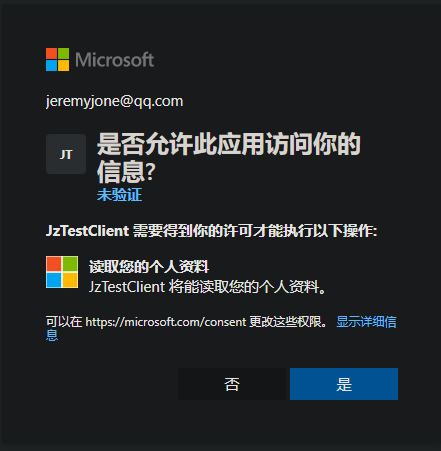 Microsoft
jeremyjone@qq.com
JT
是否允许此应用访问你的
信息?
未验证
JzTestClient 需要得到你的许可才能执行以下操作:
读取您的个人资料
JzTestClient 将能读取您的个人资料。
可以在 https://microsoft.com/consent 更改这些权限。 显示详细信
息
否
是